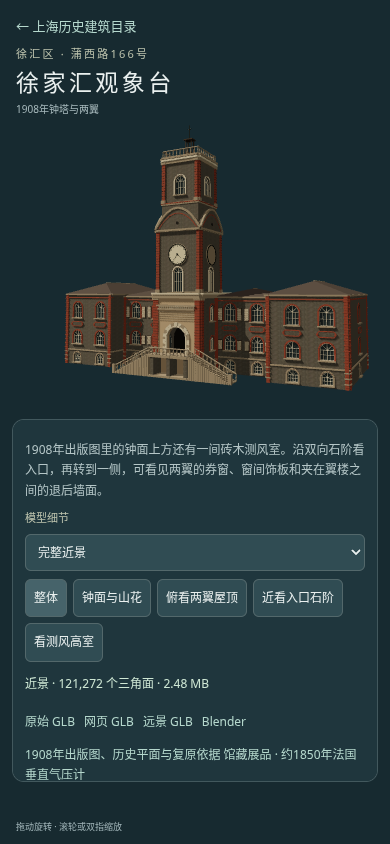 ← 上海历史建筑目录
徐汇区 · 蒲西路166号
徐家汇观象台
1908年钟塔与两翼
1908年出版图里的钟面上方还有一间砖木测风室。沿双向石阶看
入口，再转到一侧，可看见两翼的券窗、窗间饰板和夹在翼楼之
间的退后墙面。
模型细节
完整近景
整体 钟面与山花 俯看两翼屋顶 近看入口石阶
看测风高室
近景 · 121,272 个三角面 · 2.48 MB
原始 GLB 网页 GLB 远景 GLB Blender
1908年出版图、历史平面与复原依据 馆藏展品 · 约1850年法国
垂直气压计
拖动旋转 · 滚轮或双指缩放